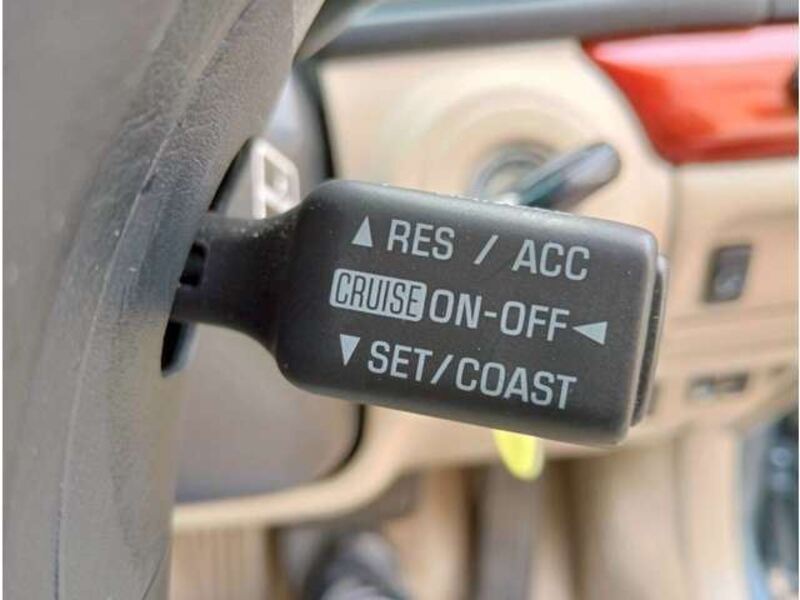 ▲ RES / ACC
CRUISE ON-OFF ◀
▼ SET/COAST